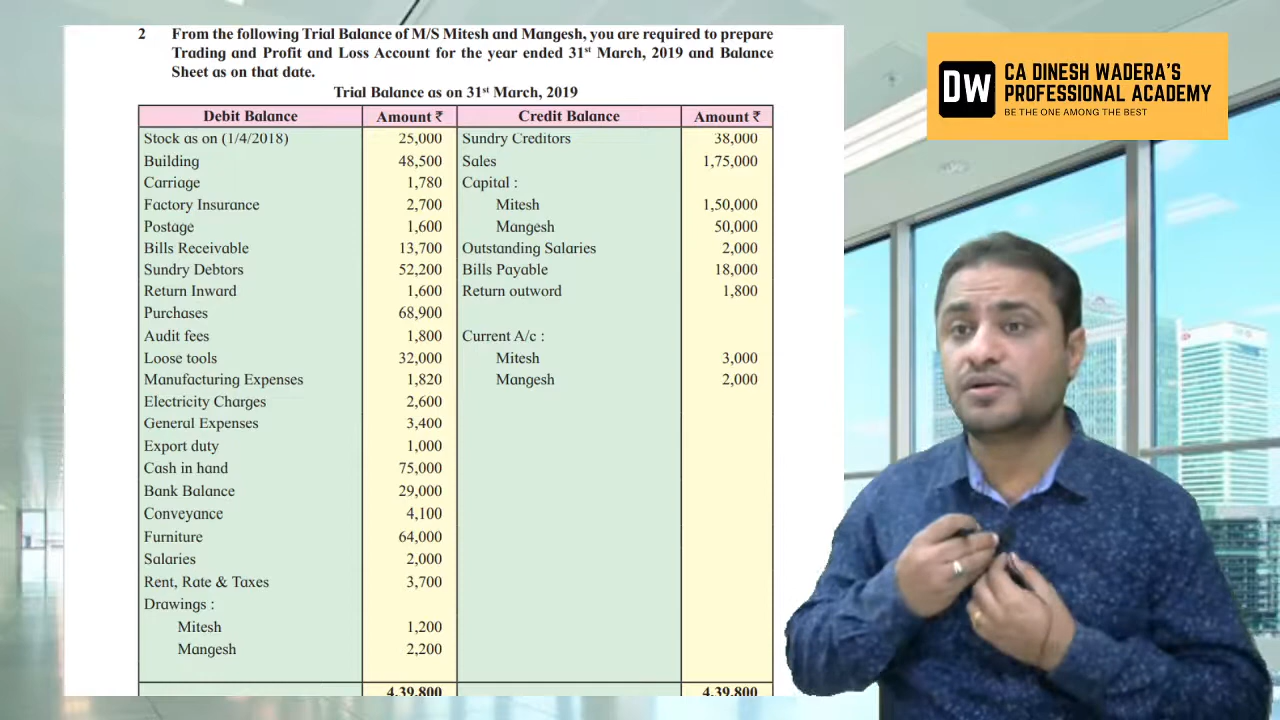 2 From the following Trial Balance of M/S Mitesh and Mangesh, you are required to prepare
Trading and Profit and Loss Account for the year ended 31st March, 2019 and Balance
Sheet as on that date.
Trial Balance as on 31st March, 2019
Debit Balance Amount ₹ Credit Balance Amount ₹
Stock as on (1/4/2018) 25,000 Sundry Creditors 38,000
Building 48,500 Sales 1,75,000
Carriage 1,780 Capital :
Factory Insurance 2,700 Mitesh 1,50,000
Postage 1,600 Mangesh 50,000
Bills Receivable 13,700 Outstanding Salaries 2,000
Sundry Debtors 52,200 Bills Payable 18,000
Return Inward 1,600 Return outword 1,800
Purchases 68,900
Audit fees 1,800 Current A/c :
Loose tools 32,000 Mitesh 3,000
Manufacturing Expenses 1,820 Mangesh 2,000
Electricity Charges 2,600
General Expenses 3,400
Export duty 1,000
Cash in hand 75,000
Bank Balance 29,000
Conveyance 4,100
Furniture 64,000
Salaries 2,000
Rent, Rate & Taxes 3,700
Drawings :
Mitesh 1,200
Mangesh 2,200
4,39,800 4,39,800
DW
CA DINESH WADERA'S
PROFESSIONAL ACADEMY
BE THE ONE AMONG THE BEST